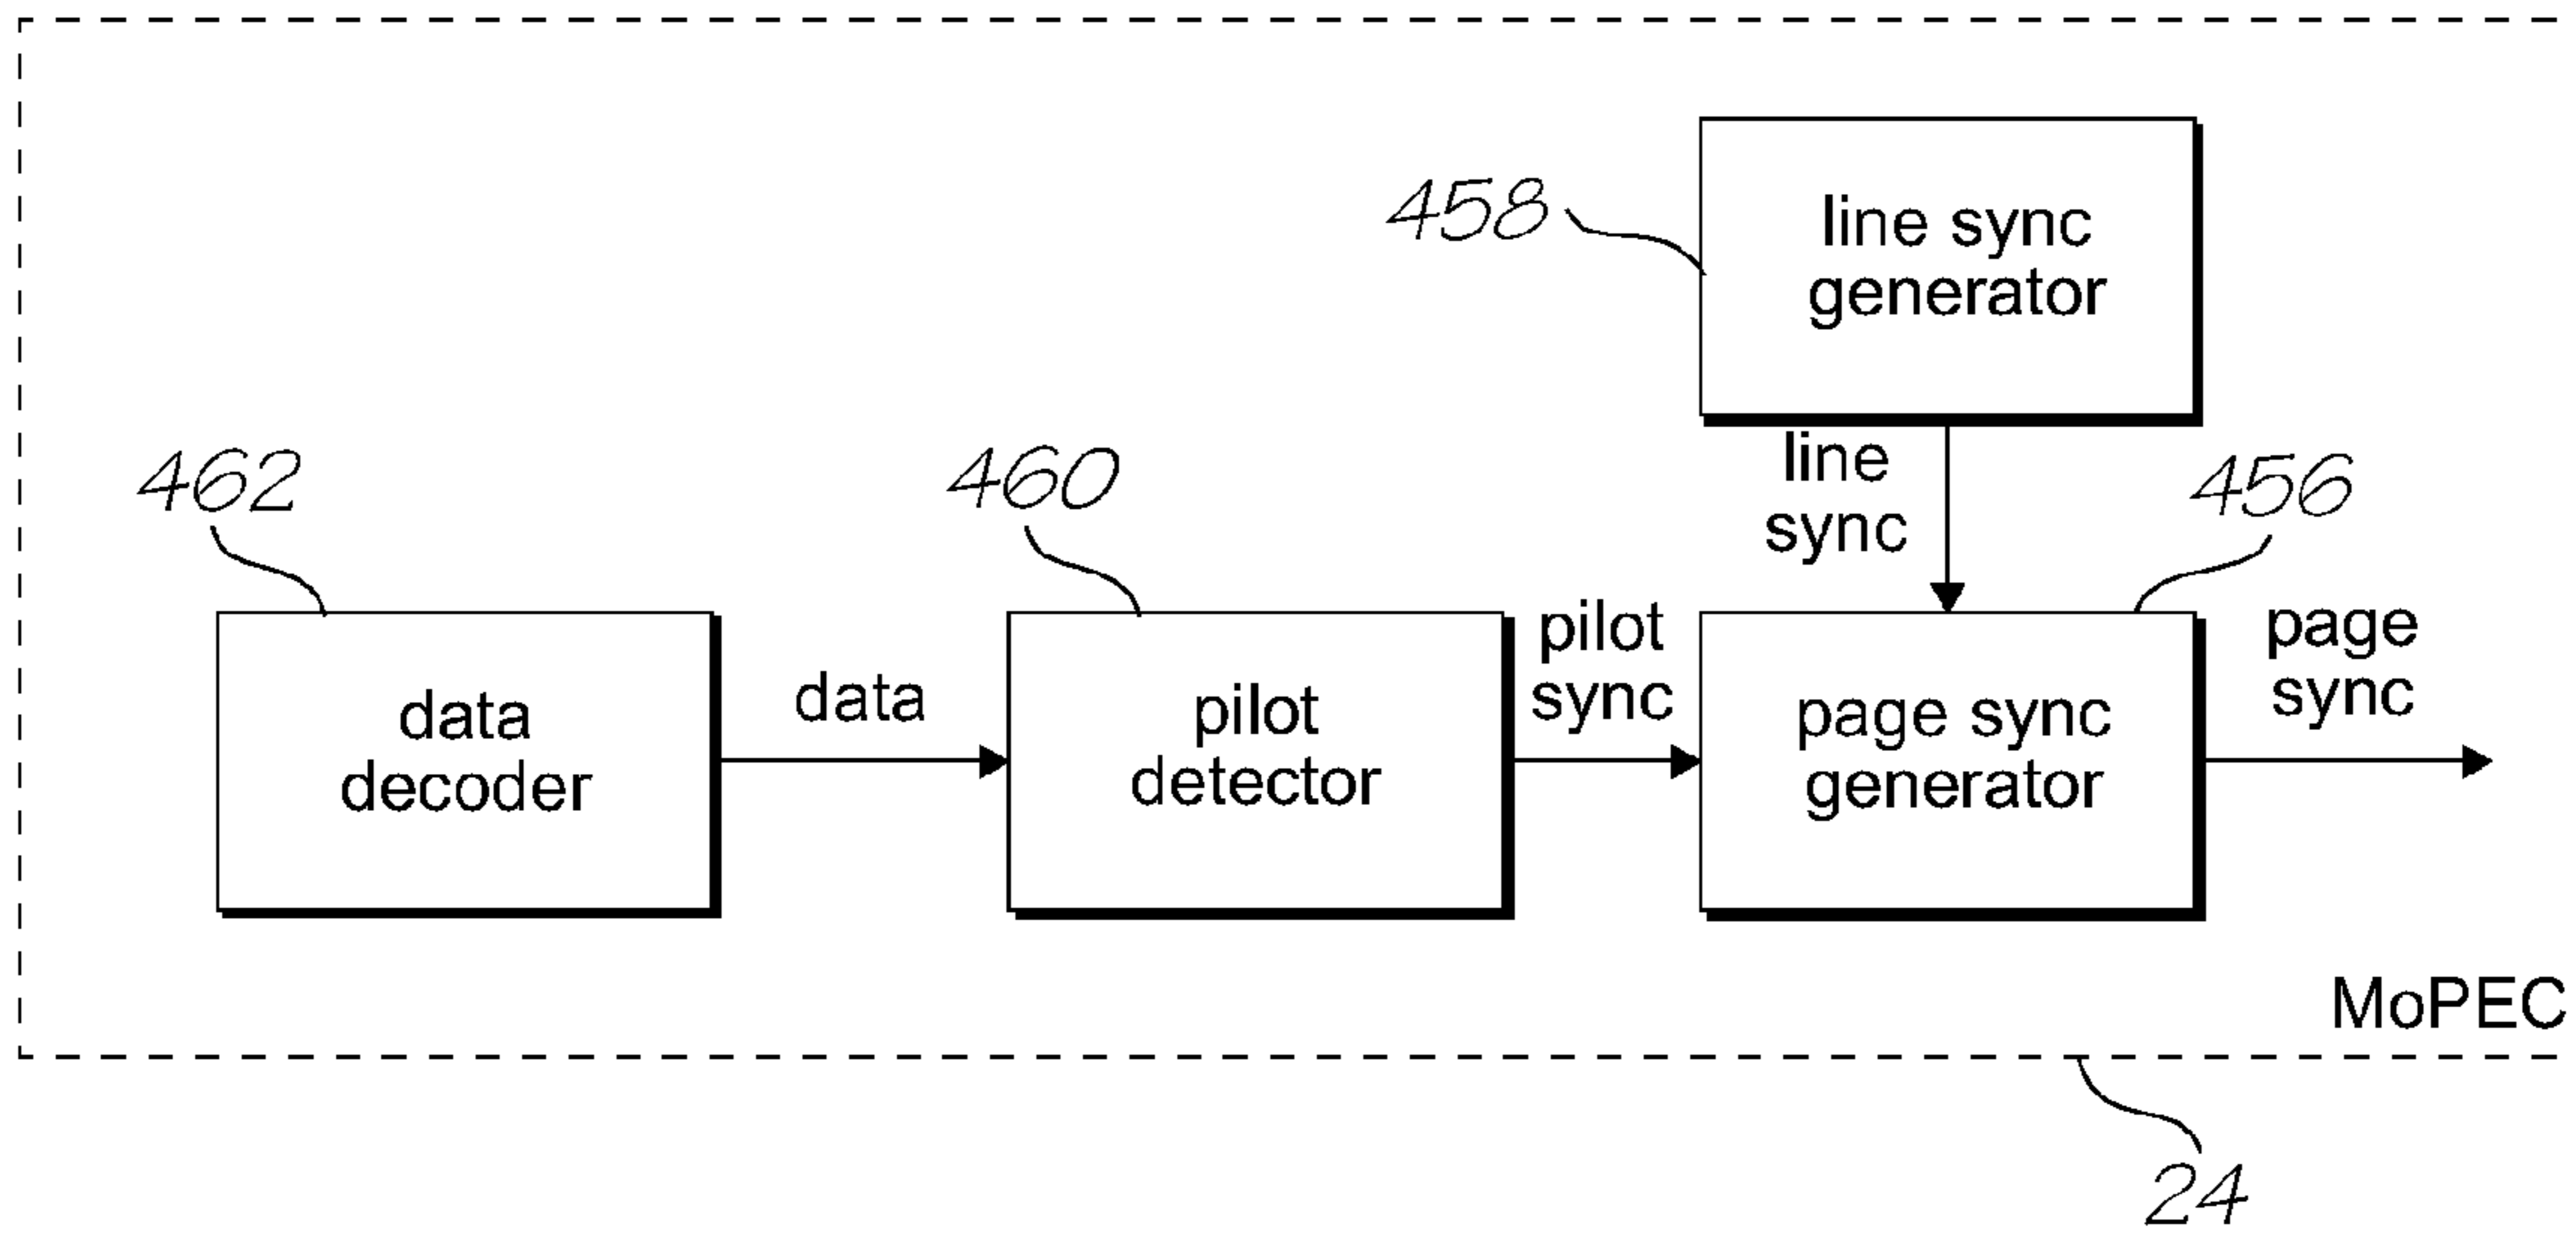 458
line sync
generator
line
sync
462
460
456
data
decoder
data
pilot
detector
pilot
sync
page sync
generator
page
sync
MoPEC
24